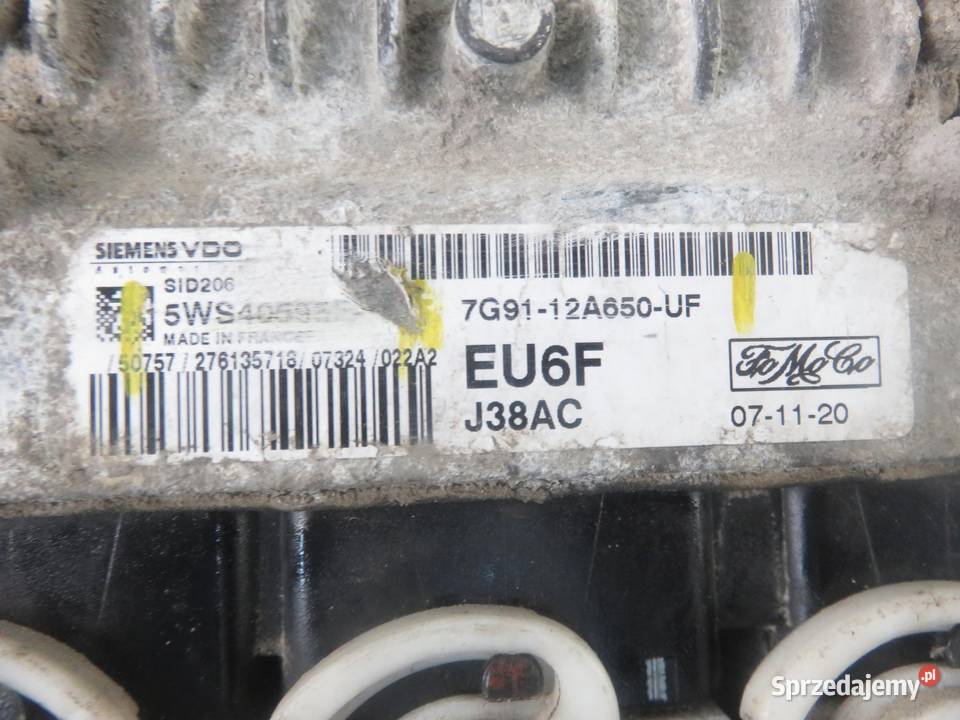 SIEMENS VDO
Automotive
SID206
MADE IN FRANCE
/50757 / 276135718/ 07324 /022A2
7G91-12A650-UF
EU6F
J38AC
FoMoCo
07-11-20
Sprzedajemy.pl